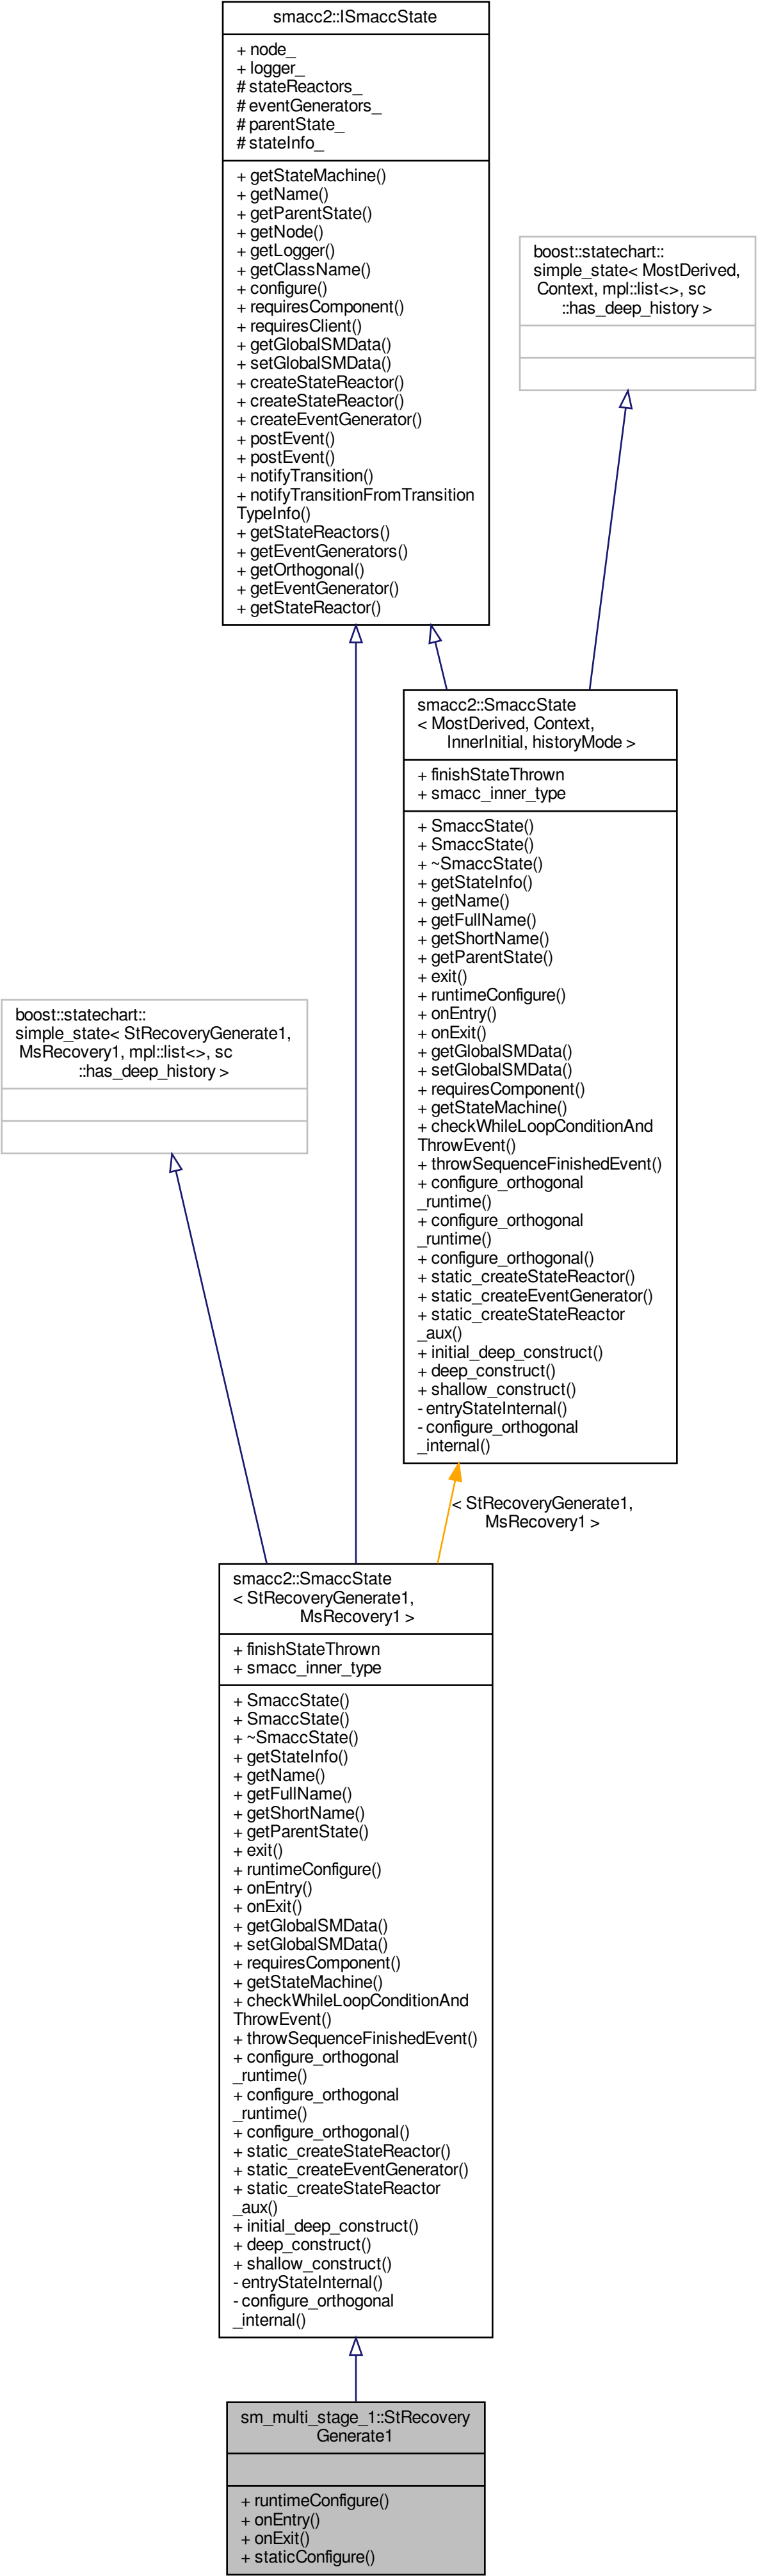 smacc2::ISmaccState
+ node_
+ logger_
# stateReactors_
# eventGenerators_
# parentState_
# stateInfo_
+ getStateMachine()
+ getName()
+ getParentState()
+ getNode()
+ getLogger()
+ getClassName()
+ configure()
+ requiresComponent()
+ requiresClient()
+ getGlobalSMData()
+ setGlobalSMData()
+ createStateReactor()
+ createStateReactor()
+ createEventGenerator()
+ postEvent()
+ postEvent()
+ notifyTransition()
+ notifyTransitionFromTransition
TypeInfo()
+ getStateReactors()
+ getEventGenerators()
+ getOrthogonal()
+ getEventGenerator()
+ getStateReactor()
boost::statechart::
simple_state< MostDerived,
Context, mpl::list<>, sc
::has_deep_history >
smacc2::SmaccState
< MostDerived, Context,
InnerInitial, historyMode >
+ finishStateThrown
+ smacc_inner_type
+ SmaccState()
+ SmaccState()
+ ~SmaccState()
+ getStateInfo()
+ getName()
+ getFullName()
+ getShortName()
+ getParentState()
+ exit()
+ runtimeConfigure()
+ onEntry()
+ onExit()
+ getGlobalSMData()
+ setGlobalSMData()
+ requiresComponent()
+ getStateMachine()
+ checkWhileLoopConditionAnd
ThrowEvent()
+ throwSequenceFinishedEvent()
+ configure_orthogonal
_runtime()
+ configure_orthogonal
_runtime()
+ configure_orthogonal()
+ static_createStateReactor()
+ static_createEventGenerator()
+ static_createStateReactor
_aux()
+ initial_deep_construct()
+ deep_construct()
+ shallow_construct()
- entryStateInternal()
- configure_orthogonal
_internal()
boost::statechart::
simple_state< StRecoveryGenerate1,
MsRecovery1, mpl::list<>, sc
::has_deep_history >
< StRecoveryGenerate1,
MsRecovery1 >
smacc2::SmaccState
< StRecoveryGenerate1,
MsRecovery1 >
+ finishStateThrown
+ smacc_inner_type
+ SmaccState()
+ SmaccState()
+ ~SmaccState()
+ getStateInfo()
+ getName()
+ getFullName()
+ getShortName()
+ getParentState()
+ exit()
+ runtimeConfigure()
+ onEntry()
+ onExit()
+ getGlobalSMData()
+ setGlobalSMData()
+ requiresComponent()
+ getStateMachine()
+ checkWhileLoopConditionAnd
ThrowEvent()
+ throwSequenceFinishedEvent()
+ configure_orthogonal
_runtime()
+ configure_orthogonal
_runtime()
+ configure_orthogonal()
+ static_createStateReactor()
+ static_createEventGenerator()
+ static_createStateReactor
_aux()
+ initial_deep_construct()
+ deep_construct()
+ shallow_construct()
- entryStateInternal()
- configure_orthogonal
_internal()
sm_multi_stage_1::StRecovery
Generate1
+ runtimeConfigure()
+ onEntry()
+ onExit()
+ staticConfigure()